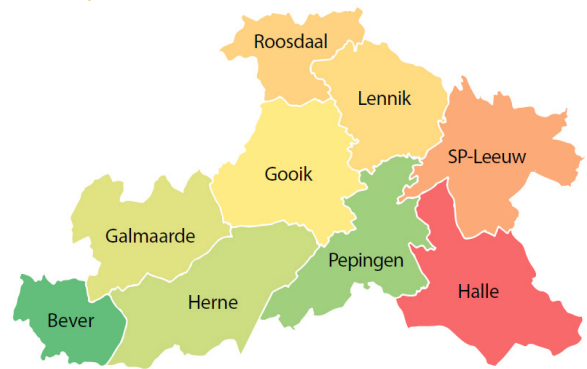 Roosdaal
Lennik
SP-Leeuw
Gooik
Galmaarde
Pepingen
Halle
Herne
Bever